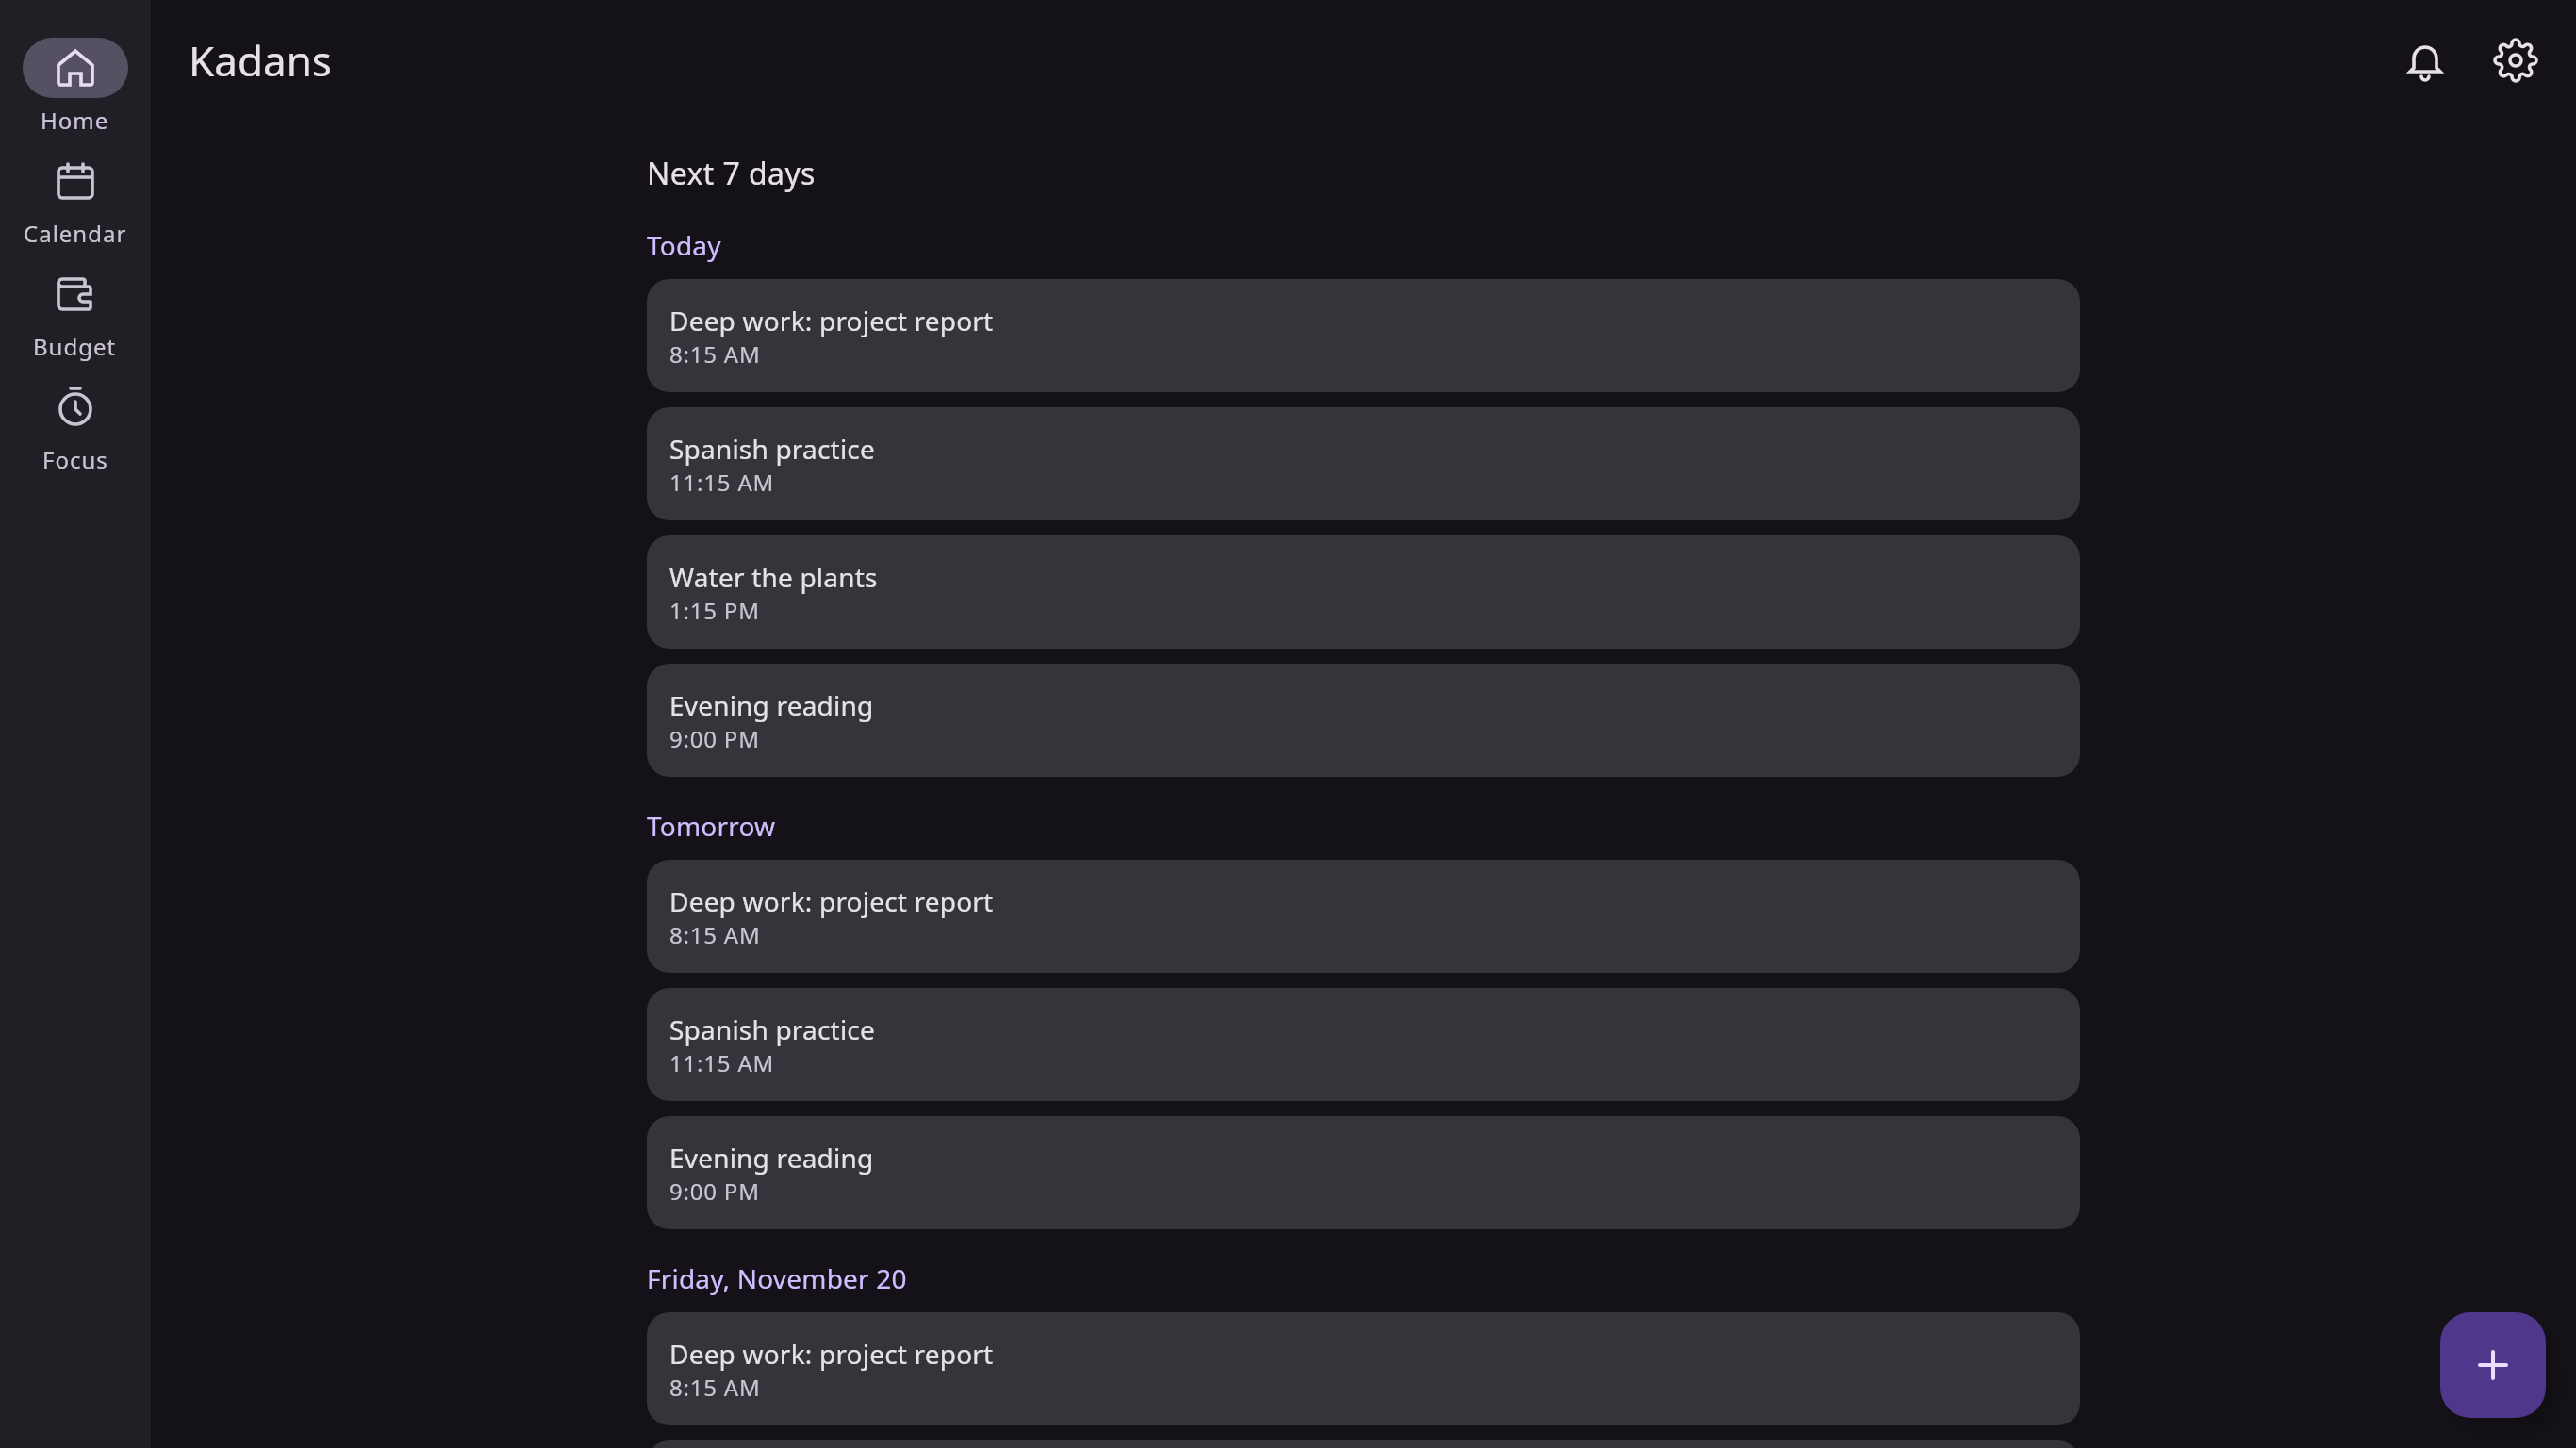 Kadans
Home
Calendar
Budget
Focus
Next 7 days
Today
Deep work: project report
8:15 AM
Spanish practice
11:15 AM
Water the plants
1:15 PM
Evening reading
9:00 PM
Tomorrow
Deep work: project report
8:15 AM
Spanish practice
11:15 AM
Evening reading
9:00 PM
Friday, November 20
Deep work: project report
8:15 AM